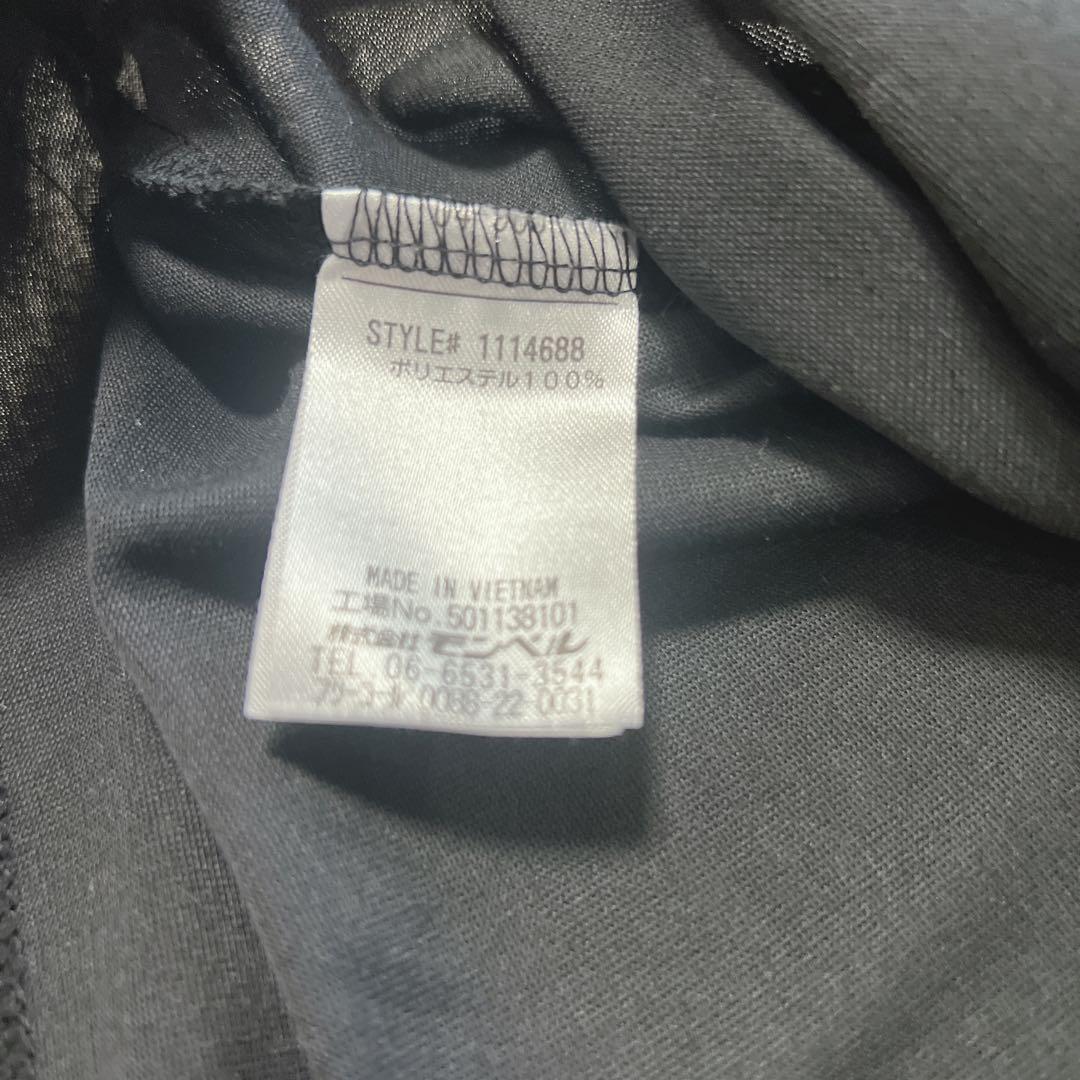 STYLE# 1114688
ポリエステル100%
MADE IN VIETNAM
工場No.501138101
株式会社 モンベル
TEL 06-6531-3544
フリーコール 0088-22-0031